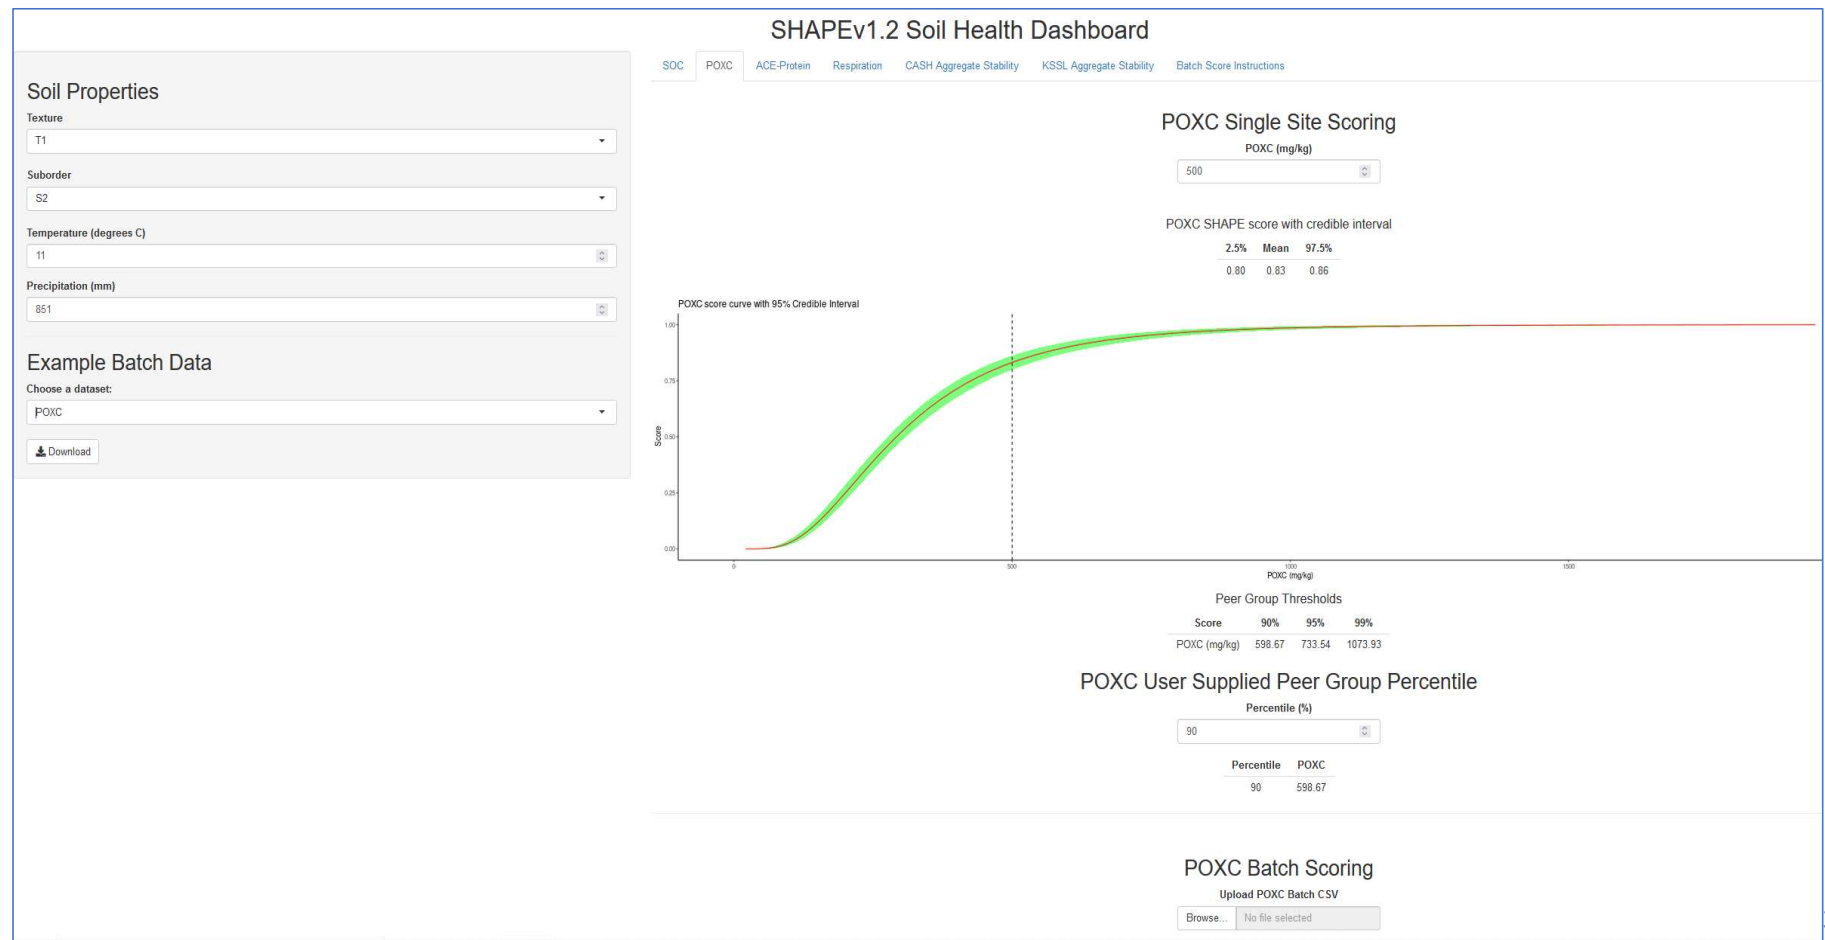 SHAPEv1.2 Soil Health Dashboard
Soil Properties
Texture
T1
Suborder
S2
Temperature (degrees C)
11
Precipitation (mm)
851
Example Batch Data
Choose a dataset:
POXC
Download
SOC POXC ACE-Protein Respiration CASH Aggregate Stability KSSL Aggregate Stability Batch Score Instructions
POXC Single Site Scoring
POXC (mg/kg)
500
POXC SHAPE score with credible interval
2.5% Mean 97.5%
0.80 0.83 0.86
POXC score curve with 95% Credible Interval
1.00
0.75
0.50
0.25
0.00
Score
0 500 1000 1500
POXC (mg/kg)
Peer Group Thresholds
Score 90% 95% 99%
POXC (mg/kg) 598.67 733.54 1073.93
POXC User Supplied Peer Group Percentile
Percentile (%)
90
Percentile POXC
90 598.67
POXC Batch Scoring
Upload POXC Batch CSV
Browse... No file selected